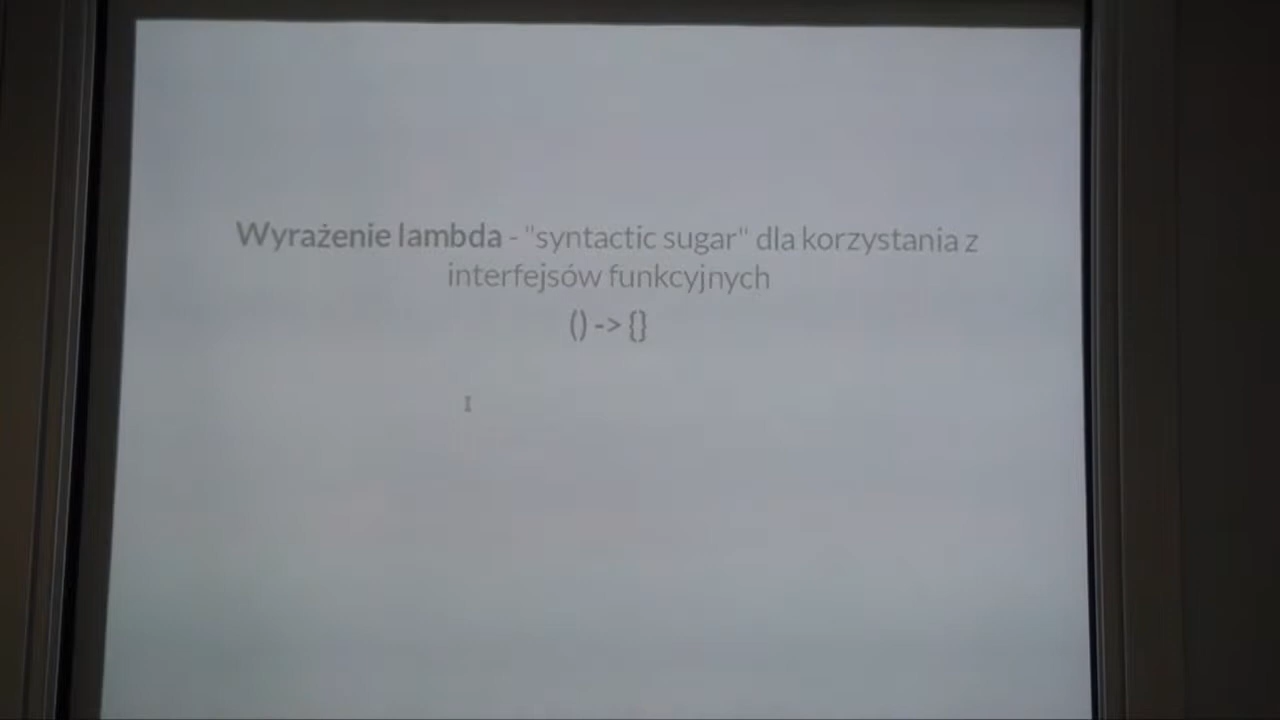 Wyrażenie lambda - "syntactic sugar" dla korzystania z
interfejsów funkcyjnych
() -> {}